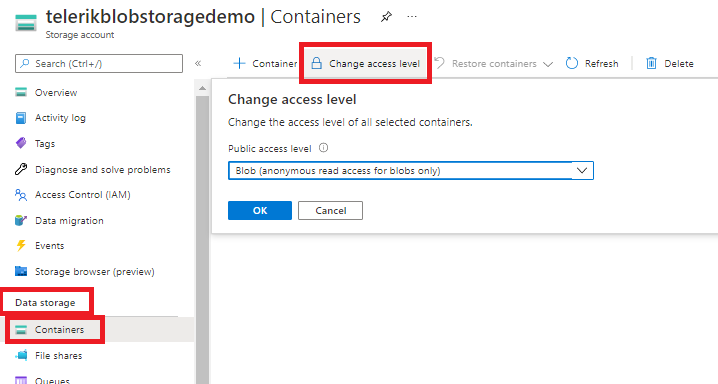 telerikblobstoragedemo | Containers
Storage account
Search (Ctrl+/)
Container
Change access level
Restore containers
Refresh
Delete
Overview
Activity log
Tags
Diagnose and solve problems
Access Control (IAM)
Data migration
Events
Storage browser (preview)
Data storage
Containers
File shares
Queues
Change access level
Change the access level of all selected containers.
Public access level
Blob (anonymous read access for blobs only)
OK
Cancel